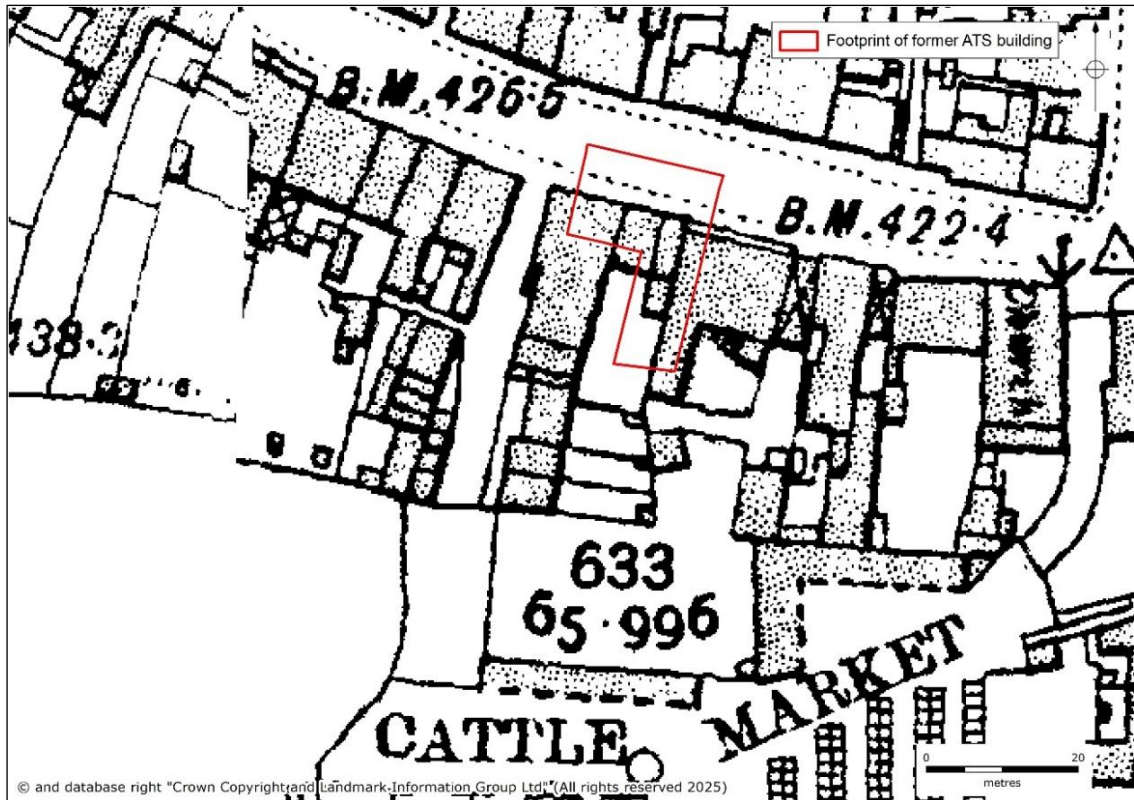 Footprint of former ATS building
B.M. 426·5
B.M. 422·4
633
65·996
CATTLE MARKET
0 20
metres
© and database right "Crown Copyright and Landmark Information Group Ltd" (All rights reserved 2025)